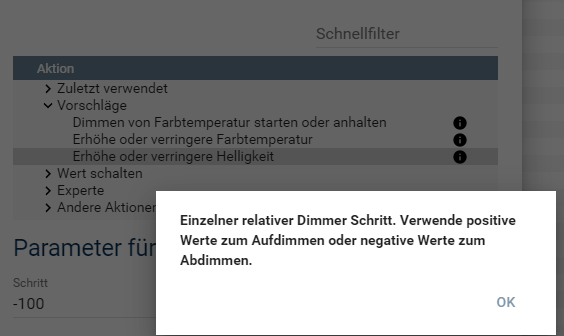 Schnellfilter
Aktion
Zuletzt verwendet
Vorschläge
Dimmen von Farbtemperatur starten oder anhalten
Erhöhe oder verringere Farbtemperatur
Erhöhe oder verringere Helligkeit
Wert schalten
Experte
Andere Aktionen
Einzelner relativer Dimmer Schritt. Verwende positive
Werte zum Aufdimmen oder negative Werte zum
Abdimmen.
Parameter für
Schritt
-100
OK